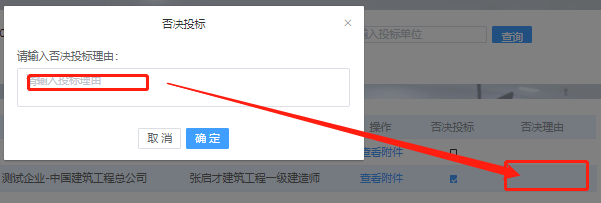 否决投标
请输入否决投标理由：
请输入投标理由
取 消
确 定
输入投标单位
查询
操作
否决投标
否决理由
查看附件
测试企业-中国建筑工程总公司
张启才建筑工程一级建造师
查看附件